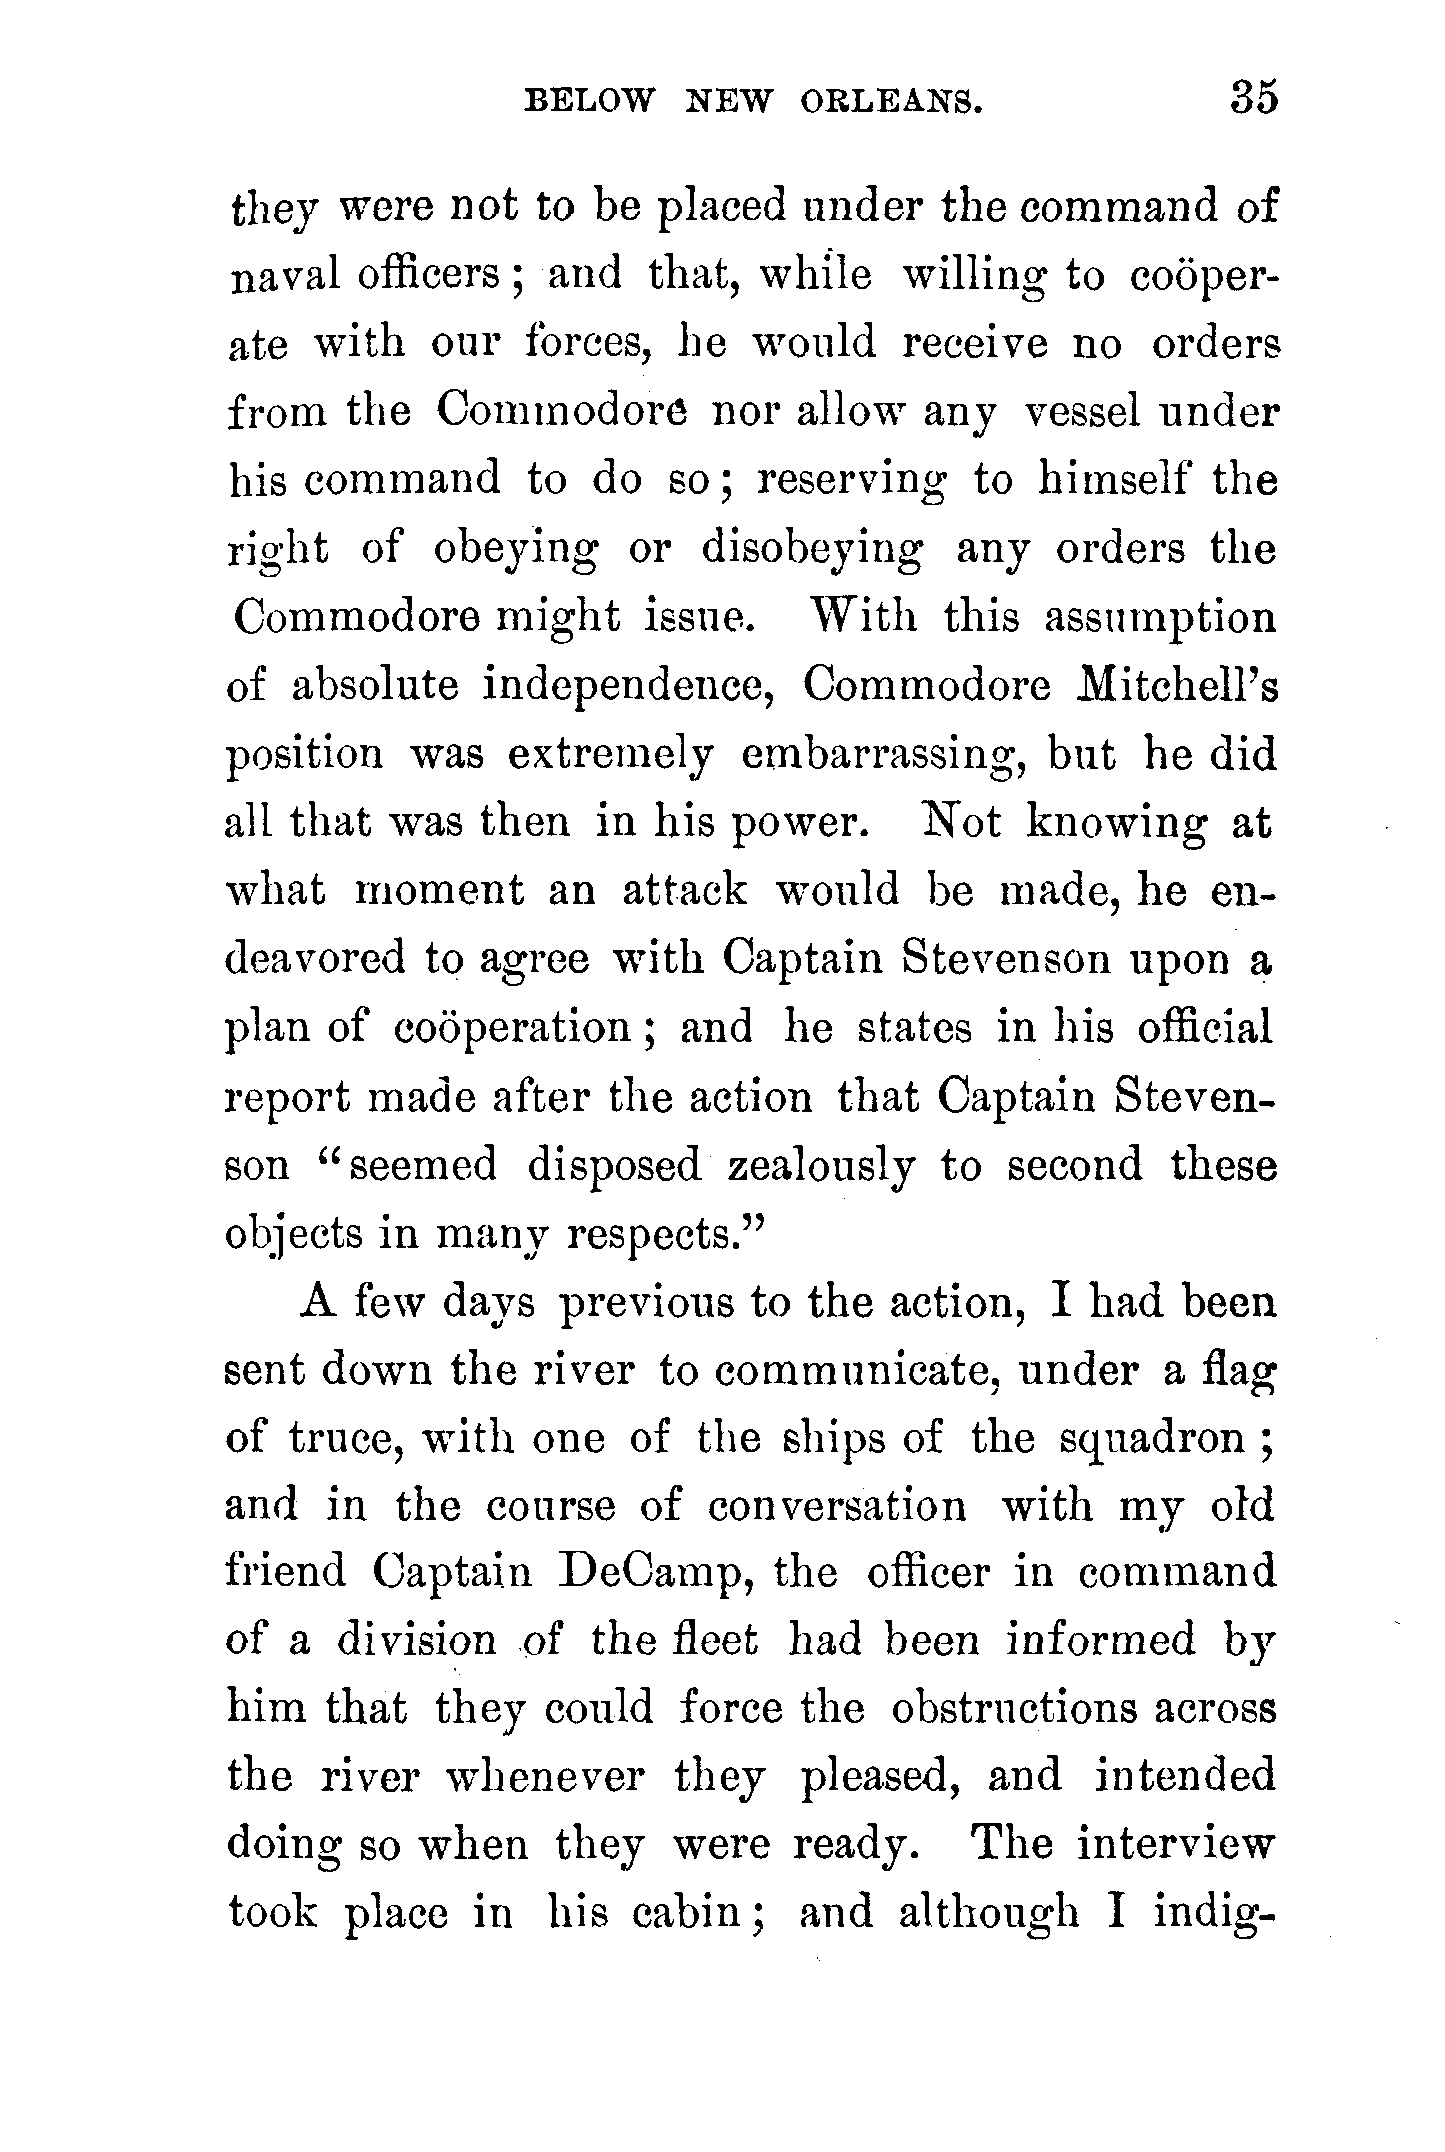 BELOW NEW ORLEANS. 35
they were not to be placed under the command of
naval officers; and that, while willing to coöper-
ate with our forces, he would receive no orders
from the Commodore nor allow any vessel under
his command to do so; reserving to himself the
right of obeying or disobeying any orders the
Commodore might issue. With this assumption
of absolute independence, Commodore Mitchell's
position was extremely embarrassing, but he did
all that was then in his power. Not knowing at
what moment an attack would be made, he en-
deavored to agree with Captain Stevenson upon a
plan of coöperation; and he states in his official
report made after the action that Captain Steven-
son "seemed disposed zealously to second these
objects in many respects."
A few days previous to the action, I had been
sent down the river to communicate, under a flag
of truce, with one of the ships of the squadron;
and in the course of conversation with my old
friend Captain DeCamp, the officer in command
of a division of the fleet had been informed by
him that they could force the obstructions across
the river whenever they pleased, and intended
doing so when they were ready. The interview
took place in his cabin; and although I indig-